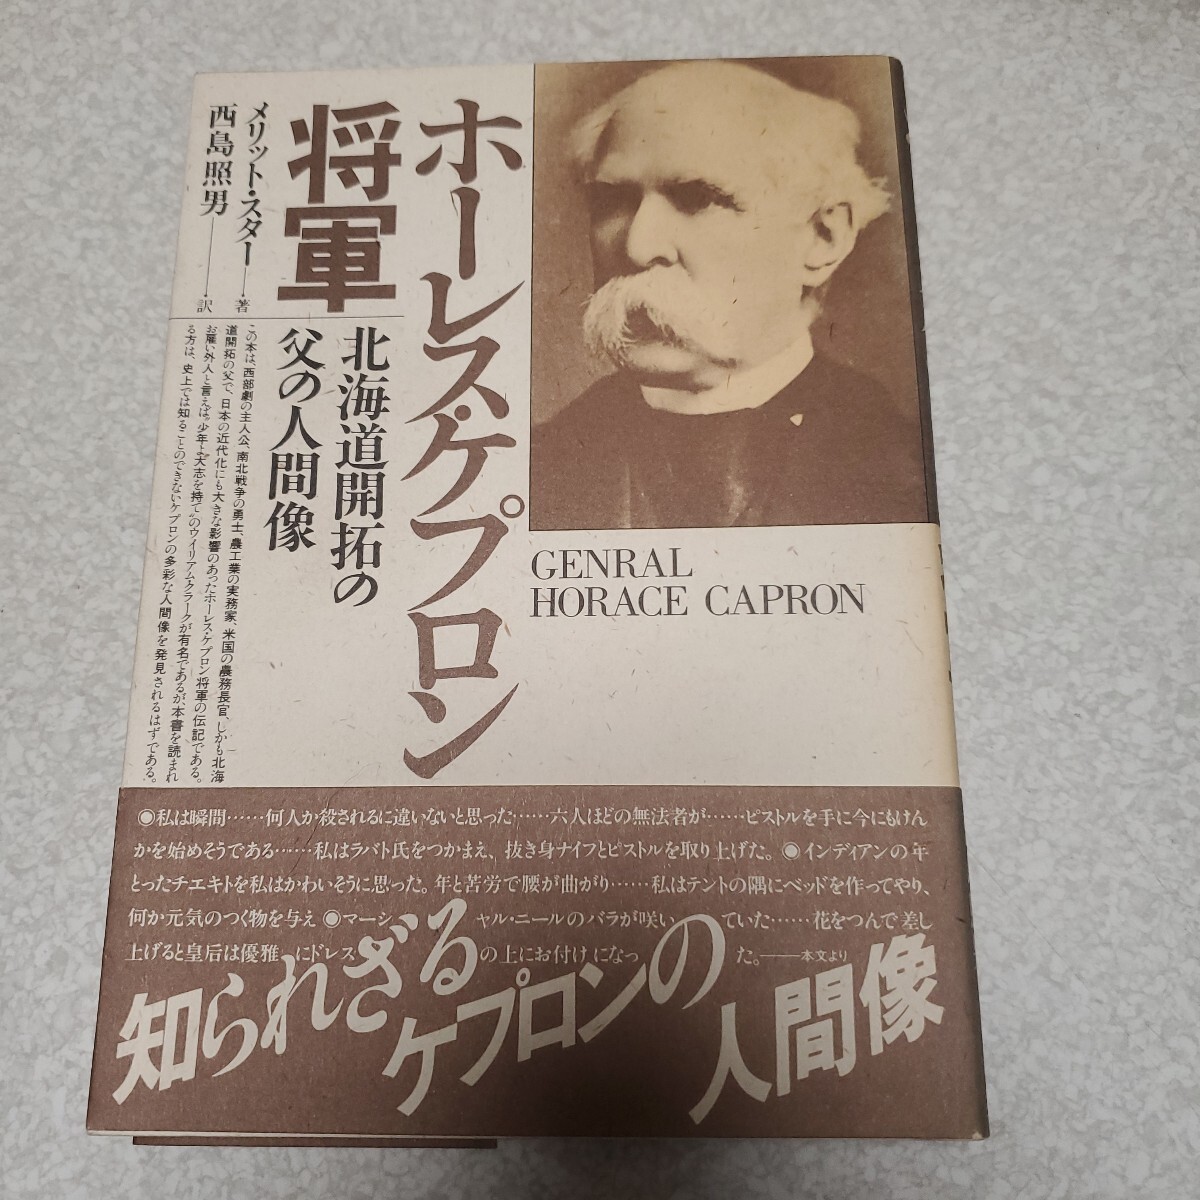 ホーレス・ケプロン
将軍
北海道開拓の
父の人間像
メリット・スター——著
西島照男——訳
この本は、西部劇の主人公、南北戦争の勇士、農工業の実務家、米国の農務長官、しかも北海
道開拓の父で、日本の近代化にも大きな影響のあったホーレス・ケプロン将軍の伝記である。
お雇い外人と言えば“少年よ大志を持て”のウイリアム・クラークが有名であるが、本書を読まれ
る方は、史上では知ることのできないケプロンの多彩な人間像を発見されるはずである。
GENRAL
HORACE CAPRON
◉私は瞬間……何人か殺されるに違いないと思った……六人ほどの無法者が……ピストルを手に今にもけん
かを始めそうである……私はラバト氏をつかまえ、抜き身ナイフとピストルを取り上げた。◉インディアンの年
とったチエキトを私はかわいそうに思った。年と苦労で腰が曲がり……私はテントの隅にベッドを作ってやり、
何か元気のつく物を与え◉マーシャル・ニールのバラが咲いていた……花をつんで差し
上げると皇后は優雅にドレスの上にお付けになった。——本文より
知られざる
ケプロンの
人間像